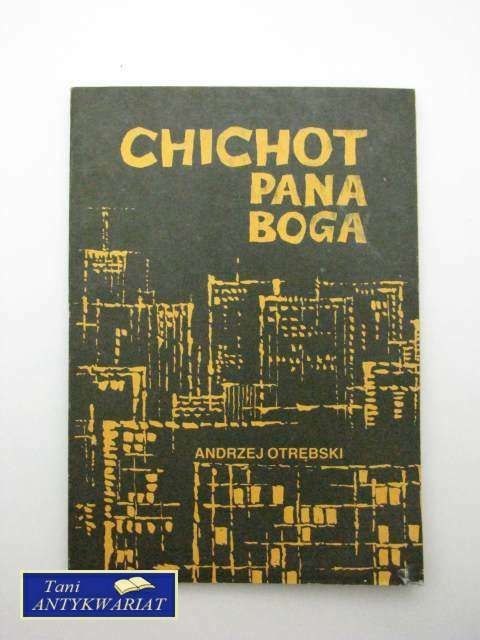 CHICHOT
PANA
BOGA
ANDRZEJ OTRĘBSKI
Tani
ANTYKWARIAT